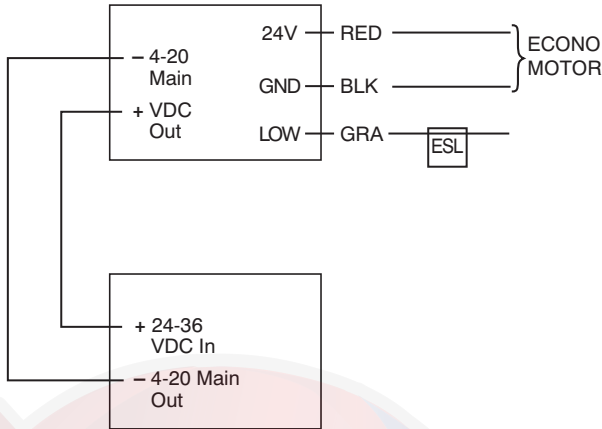 24V RED
– 4-20
Main
ECONO
MOTOR
GND BLK
+ VDC
Out
LOW GRA
ESL
+ 24-36
VDC In
– 4-20 Main
Out